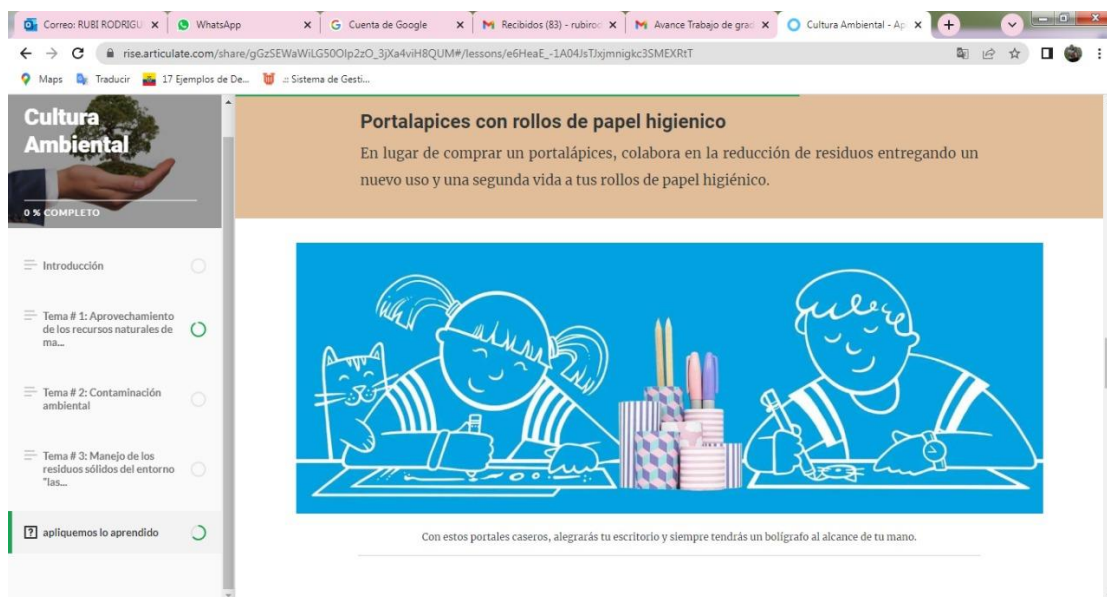 Correo: RUBI RODRIGU
WhatsApp
Cuenta de Google
Recibidos (83) - rubiroc
Avance Trabajo de grad
Cultura Ambiental - Ap
rise.articulate.com/share/gGzSEWaWiLG50OIp2zO_3jXa4viH8QUM#/lessons/e6HeaE_-1A04JsTJxjmnigkc3SMEXRtT
Maps
Traducir
17 Ejemplos de De...
.:: Sistema de Gesti...
Cultura
Ambiental
0 % COMPLETO
Introducción
Tema # 1: Aprovechamiento
de los recursos naturales de
ma...
Tema # 2: Contaminación
ambiental
Tema # 3: Manejo de los
residuos sólidos del entorno
"las...
apliquemos lo aprendido
Portalapices con rollos de papel higienico
En lugar de comprar un portalápices, colabora en la reducción de residuos entregando un
nuevo uso y una segunda vida a tus rollos de papel higiénico.
Con estos portales caseros, alegrarás tu escritorio y siempre tendrás un bolígrafo al alcance de tu mano.